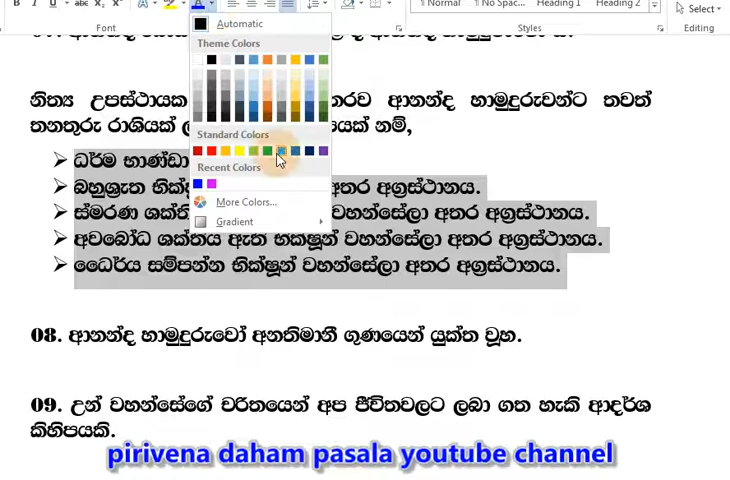 Font
Styles
Editing
Normal
No Spac...
Heading 1
Heading 2
Select
Automatic
Theme Colors
Standard Colors
Recent Colors
More Colors...
Gradient
නිත්‍ය උපස්ථායක තරව ආනන්ද හාමුදුරුවන්ට තවත්
තනතුරු රාශියක් පයක් නම්,
ධර්ම භාණ්ඩා
බහුශ්‍රැත භික්ෂූ අතර අග්‍රස්ථානය.
ස්මරණ ශක්ති වහන්සේලා අතර අග්‍රස්ථානය.
අවබෝධ ශක්තිය ඇති භික්ෂූන් වහන්සේලා අතර අග්‍රස්ථානය.
ධෛර්ය සම්පන්න භික්ෂූන් වහන්සේලා අතර අග්‍රස්ථානය.
08. ආනන්ද හාමුදුරුවෝ අනතිමානී ගුණයෙන් යුක්ත වූහ.
09. උන් වහන්සේගේ චරිතයෙන් අප ජීවිතවලට ලබා ගත හැකි ආදර්ශ
කිහිපයකි.
pirivena daham pasala youtube channel